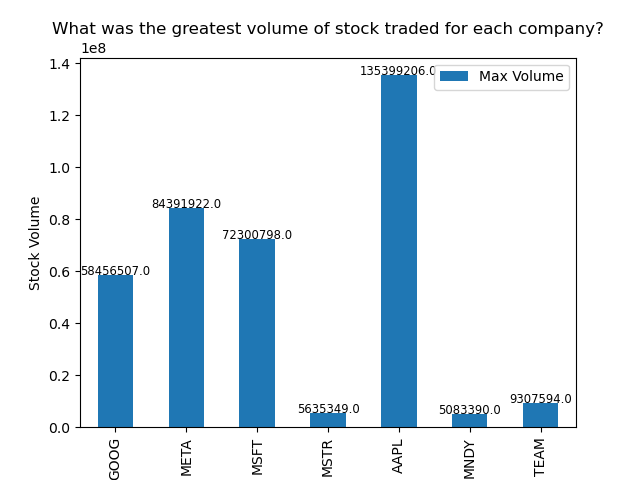 What was the greatest volume of stock traded for each company?
1e8
1.4
1.2
1.0
0.8
0.6
0.4
0.2
0.0
Stock Volume
Max Volume
58456507.0
84391922.0
72300798.0
5635349.0
135399206.0
5083390.0
9307594.0
GOOG
META
MSFT
MSTR
AAPL
MNDY
TEAM